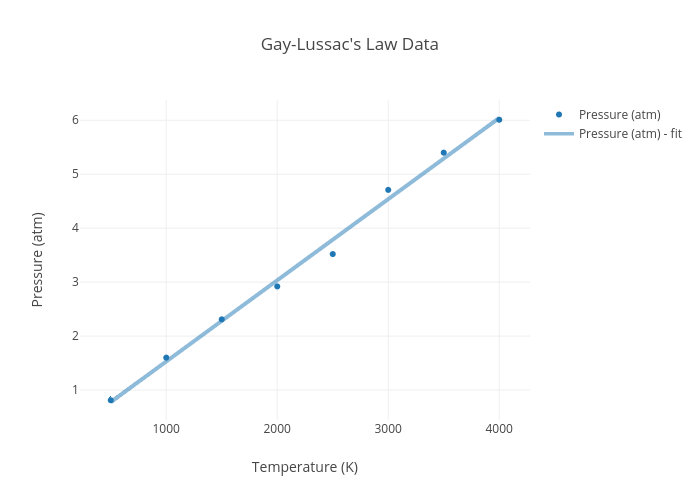 Gay-Lussac's Law Data
Pressure (atm)
Pressure (atm) - fit
6
5
4
3
2
1
Pressure (atm)
1000 2000 3000 4000
Temperature (K)